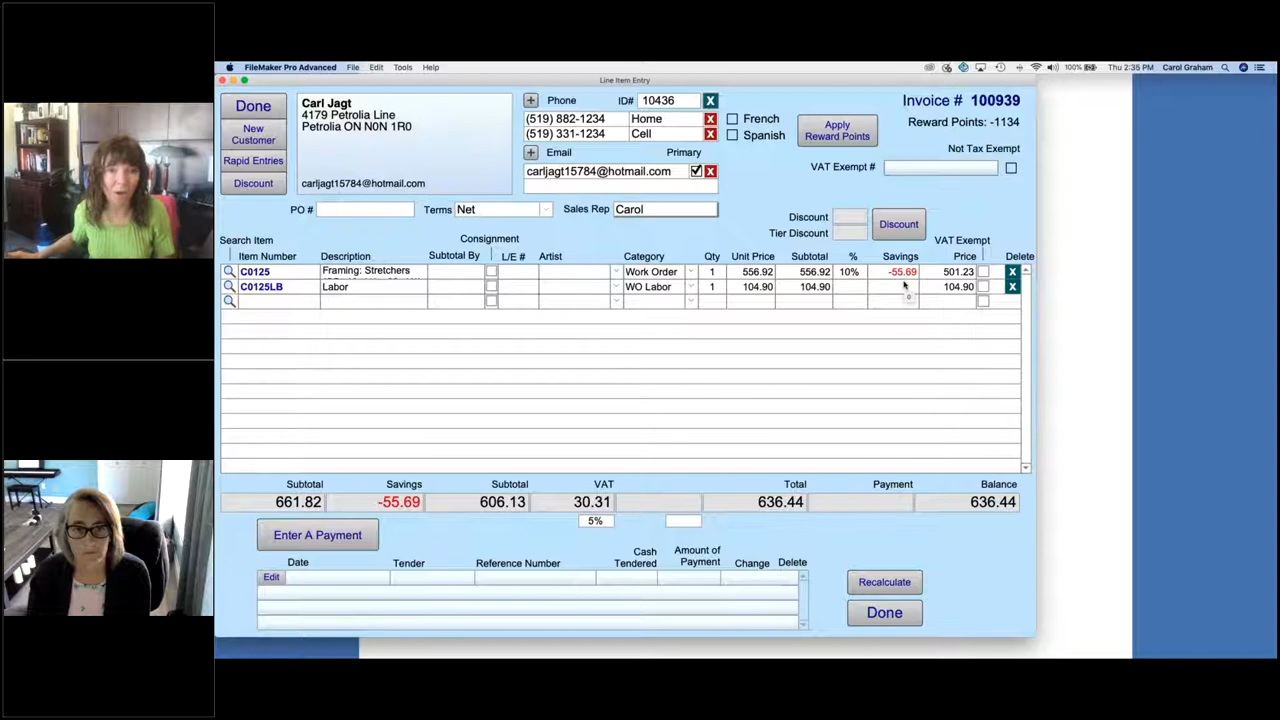 FileMaker Pro Advanced File Edit Tools Help 100% Thu 2:35 PM Carol Graham
Line Item Entry
Done
New Customer
Rapid Entries
Discount
Carl Jagt
4179 Petrolia Line
Petrolia ON N0N 1R0
carljagt15784@hotmail.com
+ Phone ID# 10436 X
(519) 882-1234 Home X
(519) 331-1234 Cell X
+ Email Primary
carljagt15784@hotmail.com X
French
Spanish
Apply
Reward Points
Invoice # 100939
Reward Points: -1134
Not Tax Exempt
VAT Exempt #
PO # Terms Net Sales Rep Carol
Discount
Tier Discount
Discount
Search Item Consignment VAT Exempt
Item Number Description Subtotal By L/E # Artist Category Qty Unit Price Subtotal % Savings Price Delete
C0125 Framing: Stretchers Work Order 1 556.92 556.92 10% -55.69 501.23 X
C0125LB Labor WO Labor 1 104.90 104.90 104.90 X
0
Subtotal Savings Subtotal VAT Total Payment Balance
661.82 -55.69 606.13 30.31 636.44 636.44
5%
Enter A Payment
Date Tender Reference Number Cash Tendered Amount of Payment Change Delete
Edit
Recalculate
Done